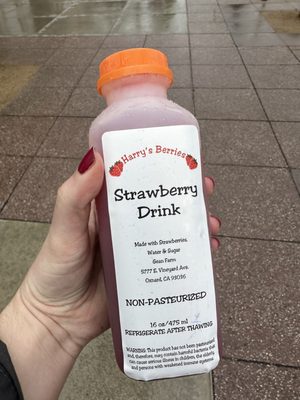 Harry's Berries
Strawberry
Drink
Made with Strawberries,
Water & Sugar
Gean Farm
5777 E. Vineyard Ave.
Oxnard, CA 93036
NON-PASTEURIZED
16 oz/475 ml
REFRIGERATE AFTER THAWING
WARNING: This product has not been pasteurized
and, therefore, may contain harmful bacteria that
can cause serious illness in children, the elderly,
and persons with weakened immune systems.